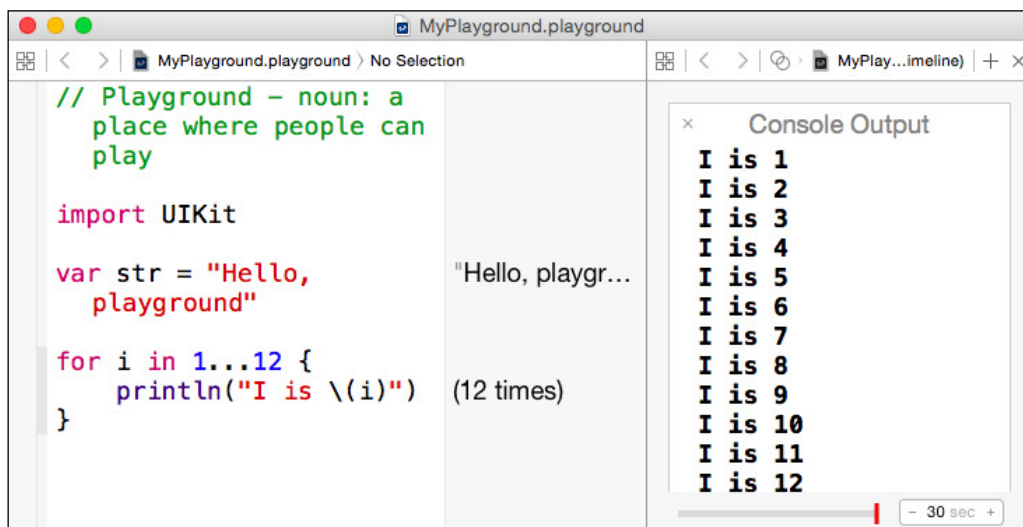 MyPlayground.playground
MyPlayground.playground 〉 No Selection
// Playground – noun: a
place where people can
play
import UIKit
var str = "Hello,
playground"
for i in 1...12 {
println("I is \(i)")
}
"Hello, playgr...
(12 times)
MyPlay...imeline)
Console Output
I is 1
I is 2
I is 3
I is 4
I is 5
I is 6
I is 7
I is 8
I is 9
I is 10
I is 11
I is 12
- 30 sec +